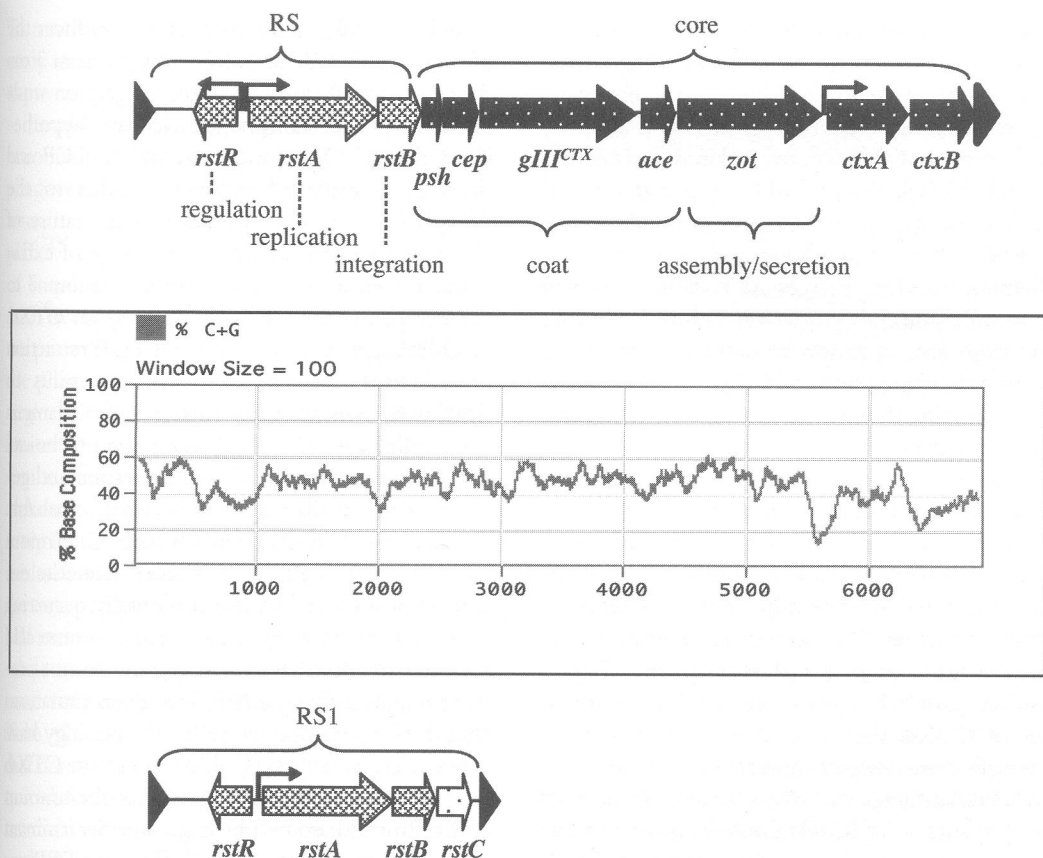 RS core
rstR rstA rstB psh cep gIII^CTX ace zot ctxA ctxB
regulation
replication
integration coat assembly/secretion
% C+G
Window Size = 100
% Base Composition
100
80
60
40
20
0
1000 2000 3000 4000 5000 6000
RS1
rstR rstA rstB rstC